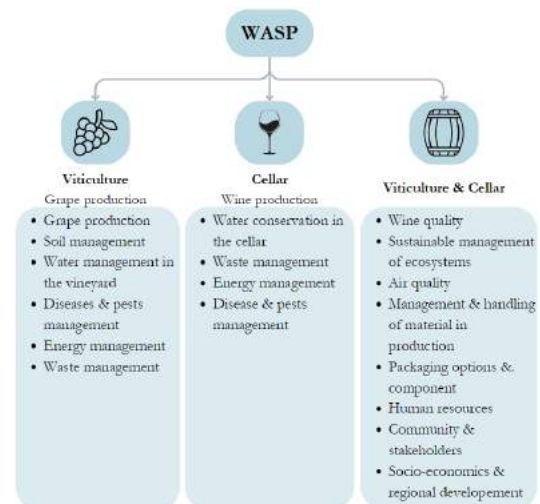 WASP
Viticulture
Grape production
• Grape production
• Soil management
• Water management in
the vineyard
• Diseases & pests
management
• Energy management
• Waste management
Cellar
Wine production
• Water conservation in
the cellar
• Waste management
• Energy management
• Disease & pests
management
Viticulture & Cellar
• Wine quality
• Sustainable management
of ecosystems
• Air quality
• Management & handling
of material in
production
• Packaging options &
component
• Human resources
• Community &
stakeholders
• Socio-economics &
regional developement